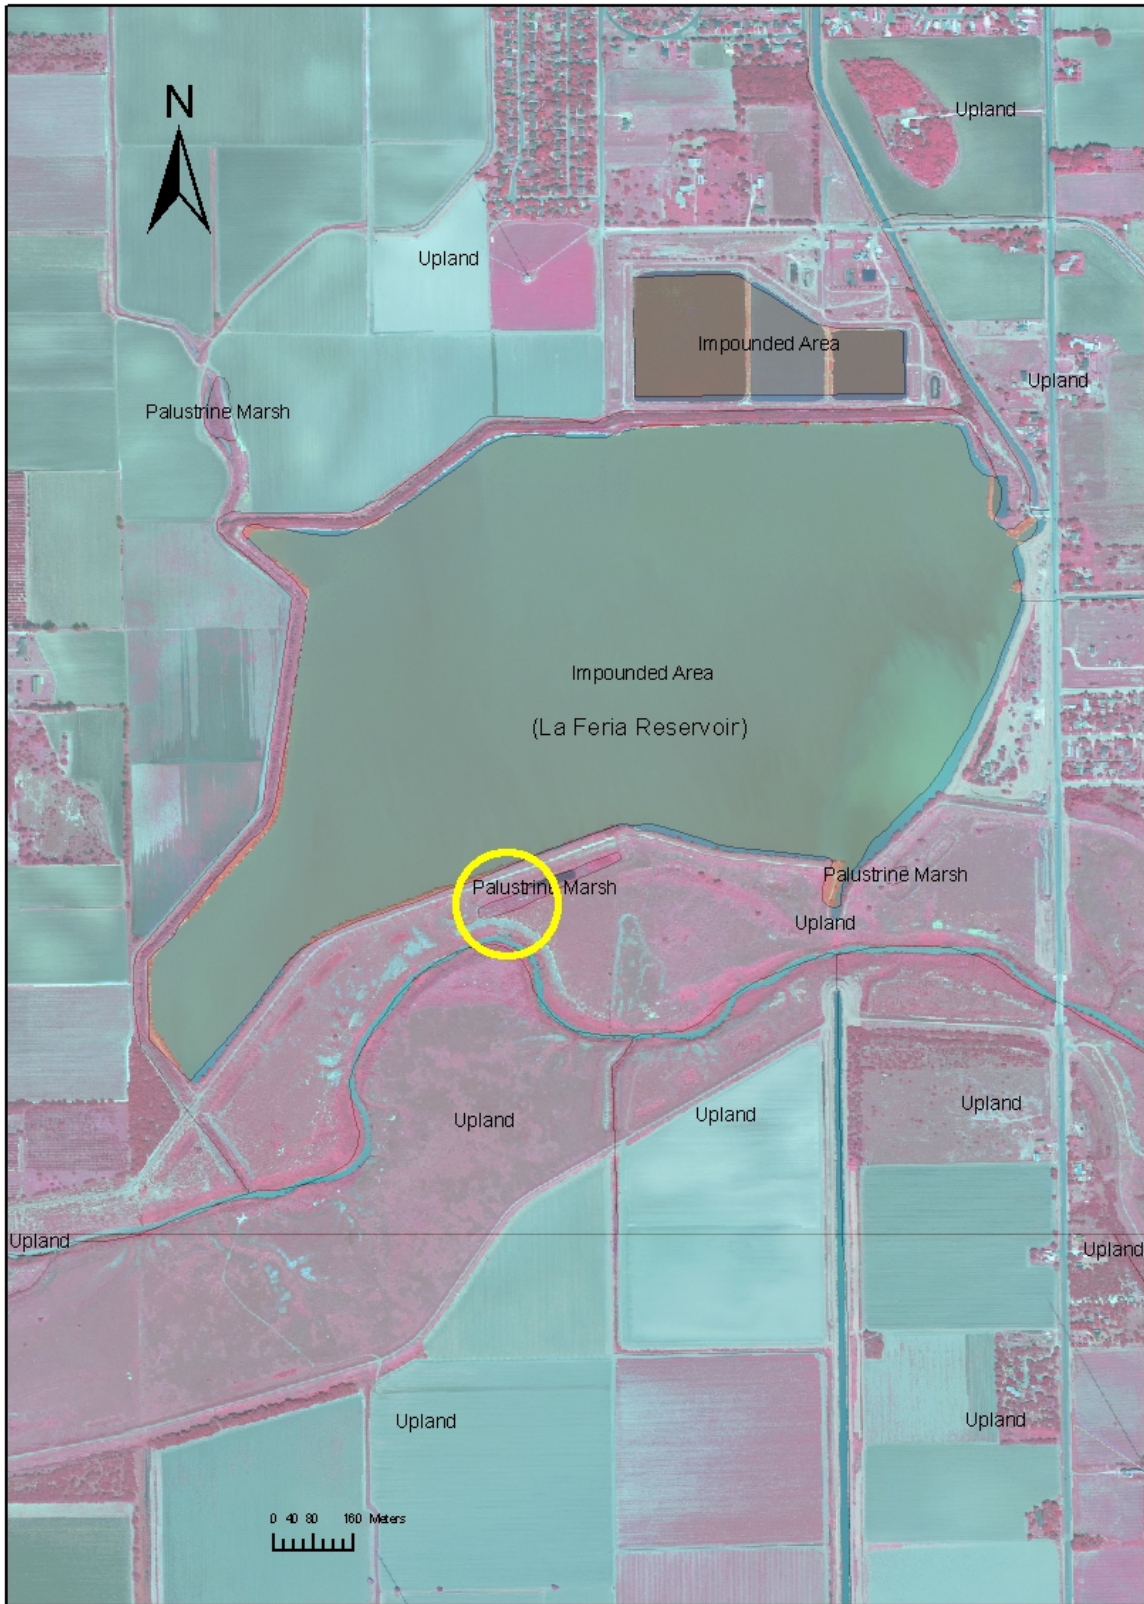 N
Upland
Upland
Impounded Area
Upland
Palustrine Marsh
Impounded Area
(La Feria Reservoir)
Palustrine Marsh
Palustrine Marsh
Upland
Upland
Upland
Upland
Upland
Upland
Upland
Upland
0 40 80 160 Meters